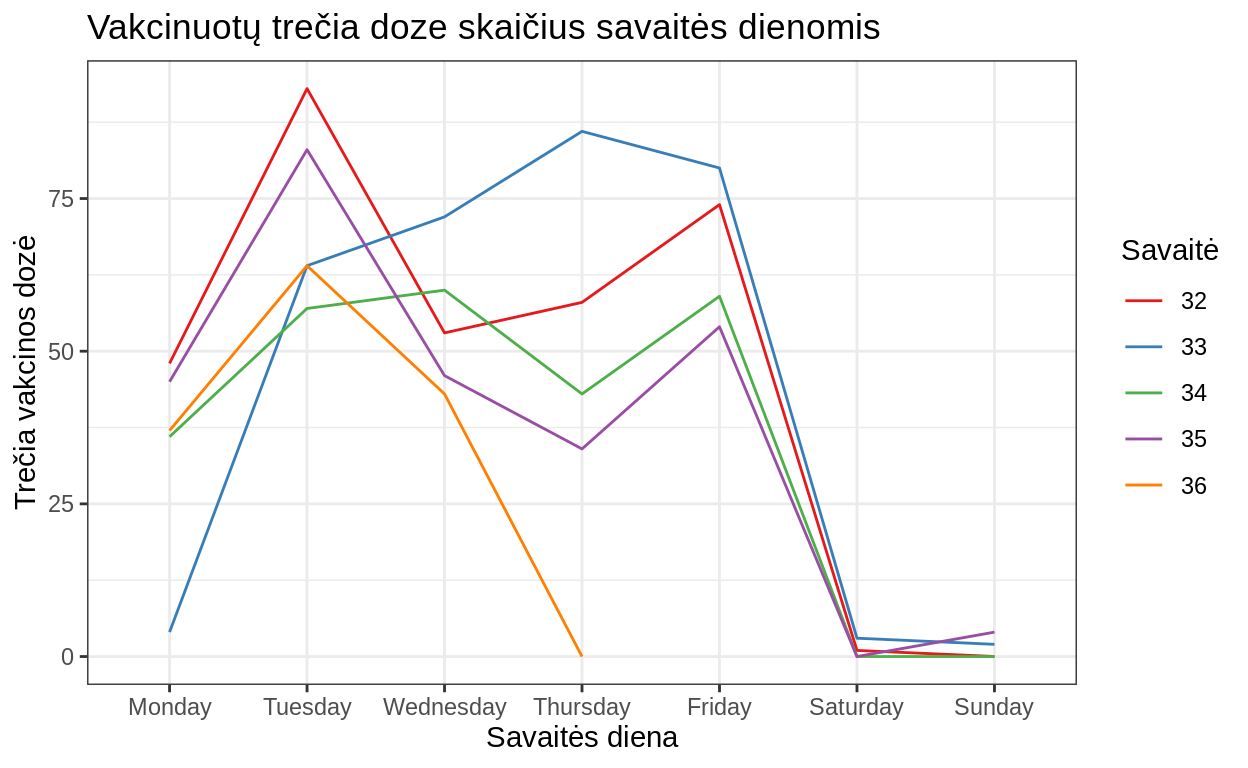 Vakcinuotų trečia doze skaičius savaitės dienomis
Trečia vakcinos dozė
75
50
25
0
Monday Tuesday Wednesday Thursday Friday Saturday Sunday
Savaitės diena
Savaitė
32
33
34
35
36